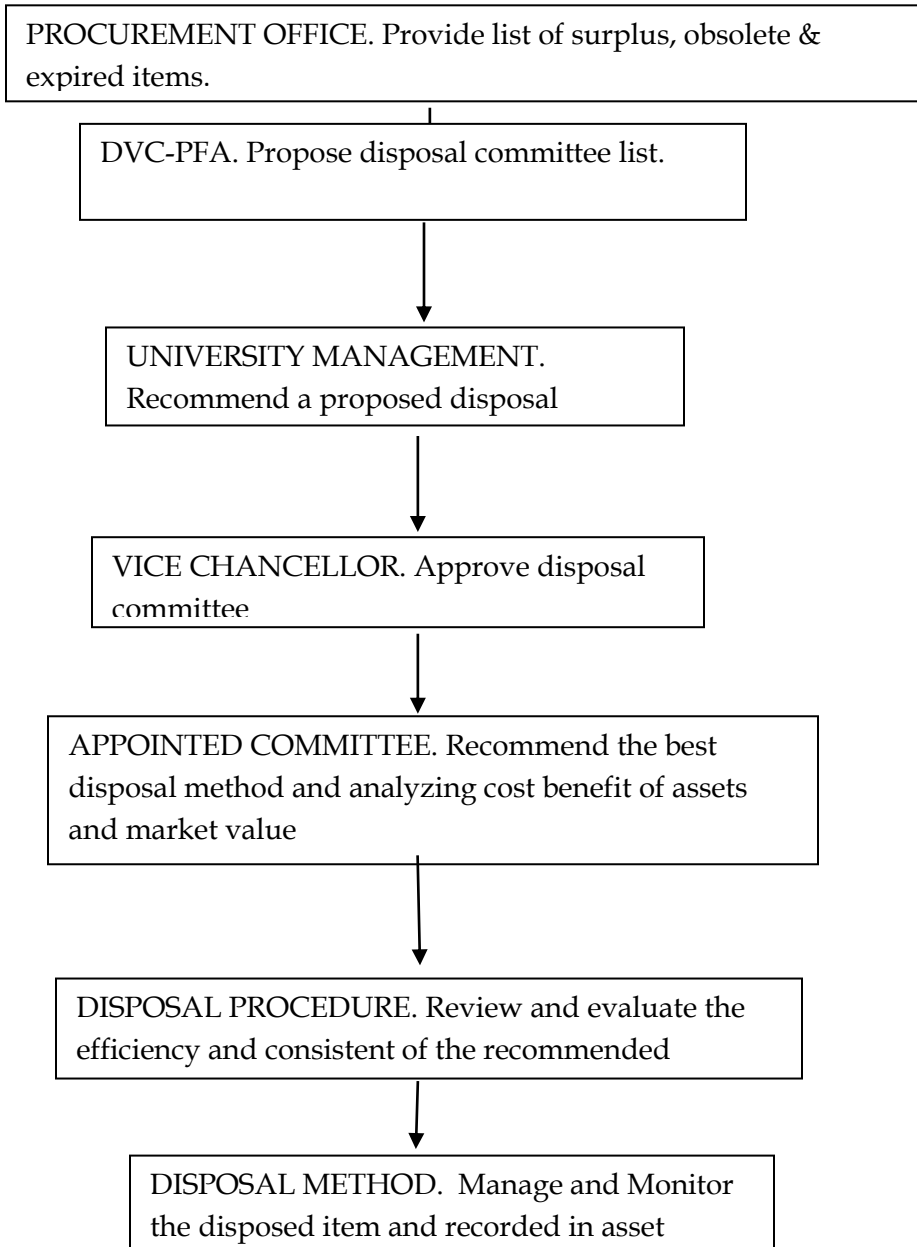 PROCUREMENT OFFICE. Provide list of surplus, obsolete &
expired items.
DVC-PFA. Propose disposal committee list.
UNIVERSITY MANAGEMENT.
Recommend a proposed disposal
VICE CHANCELLOR. Approve disposal
committee
APPOINTED COMMITTEE. Recommend the best
disposal method and analyzing cost benefit of assets
and market value
DISPOSAL PROCEDURE. Review and evaluate the
efficiency and consistent of the recommended
DISPOSAL METHOD. Manage and Monitor
the disposed item and recorded in asset